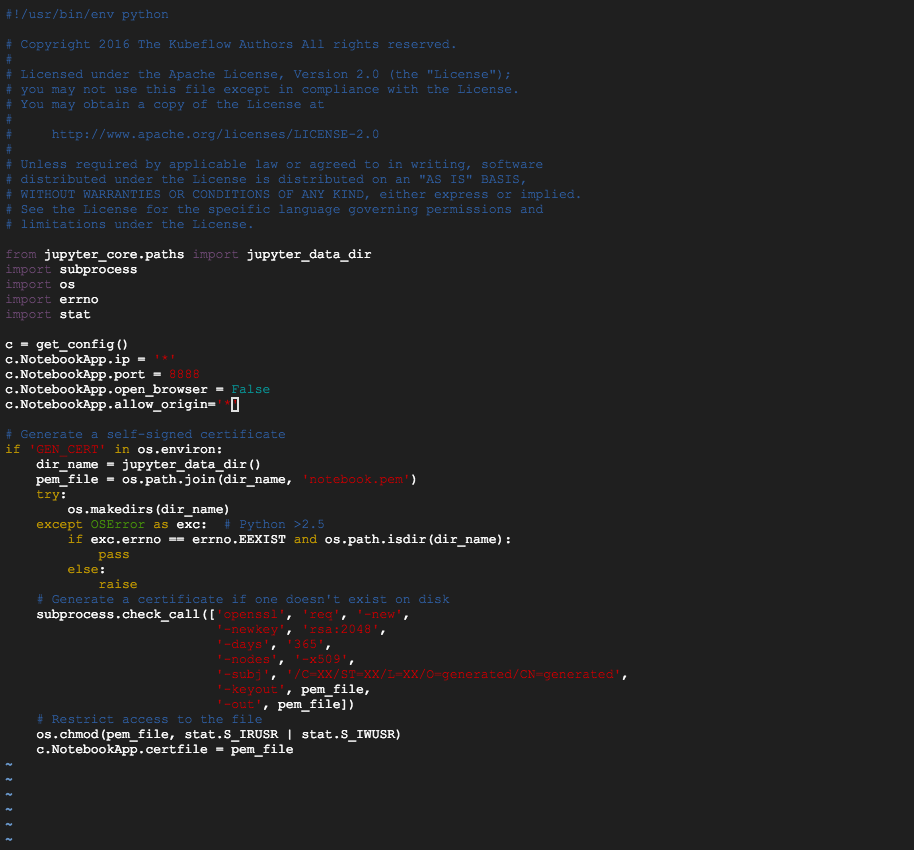 #!/usr/bin/env python

# Copyright 2016 The Kubeflow Authors All rights reserved.
#
# Licensed under the Apache License, Version 2.0 (the "License");
# you may not use this file except in compliance with the License.
# You may obtain a copy of the License at
#
#     http://www.apache.org/licenses/LICENSE-2.0
#
# Unless required by applicable law or agreed to in writing, software
# distributed under the License is distributed on an "AS IS" BASIS,
# WITHOUT WARRANTIES OR CONDITIONS OF ANY KIND, either express or implied.
# See the License for the specific language governing permissions and
# limitations under the License.

from jupyter_core.paths import jupyter_data_dir
import subprocess
import os
import errno
import stat

c = get_config()
c.NotebookApp.ip = '*'
c.NotebookApp.port = 8888
c.NotebookApp.open_browser = False
c.NotebookApp.allow_origin='*'

# Generate a self-signed certificate
if 'GEN_CERT' in os.environ:
    dir_name = jupyter_data_dir()
    pem_file = os.path.join(dir_name, 'notebook.pem')
    try:
        os.makedirs(dir_name)
    except OSError as exc:  # Python >2.5
        if exc.errno == errno.EEXIST and os.path.isdir(dir_name):
            pass
        else:
            raise
    # Generate a certificate if one doesn't exist on disk
    subprocess.check_call(['openssl', 'req', '-new',
                           '-newkey', 'rsa:2048',
                           '-days', '365',
                           '-nodes', '-x509',
                           '-subj', '/C=XX/ST=XX/L=XX/O=generated/CN=generated',
                           '-keyout', pem_file,
                           '-out', pem_file])
    # Restrict access to the file
    os.chmod(pem_file, stat.S_IRUSR | stat.S_IWUSR)
    c.NotebookApp.certfile = pem_file
~
~
~
~
~
~